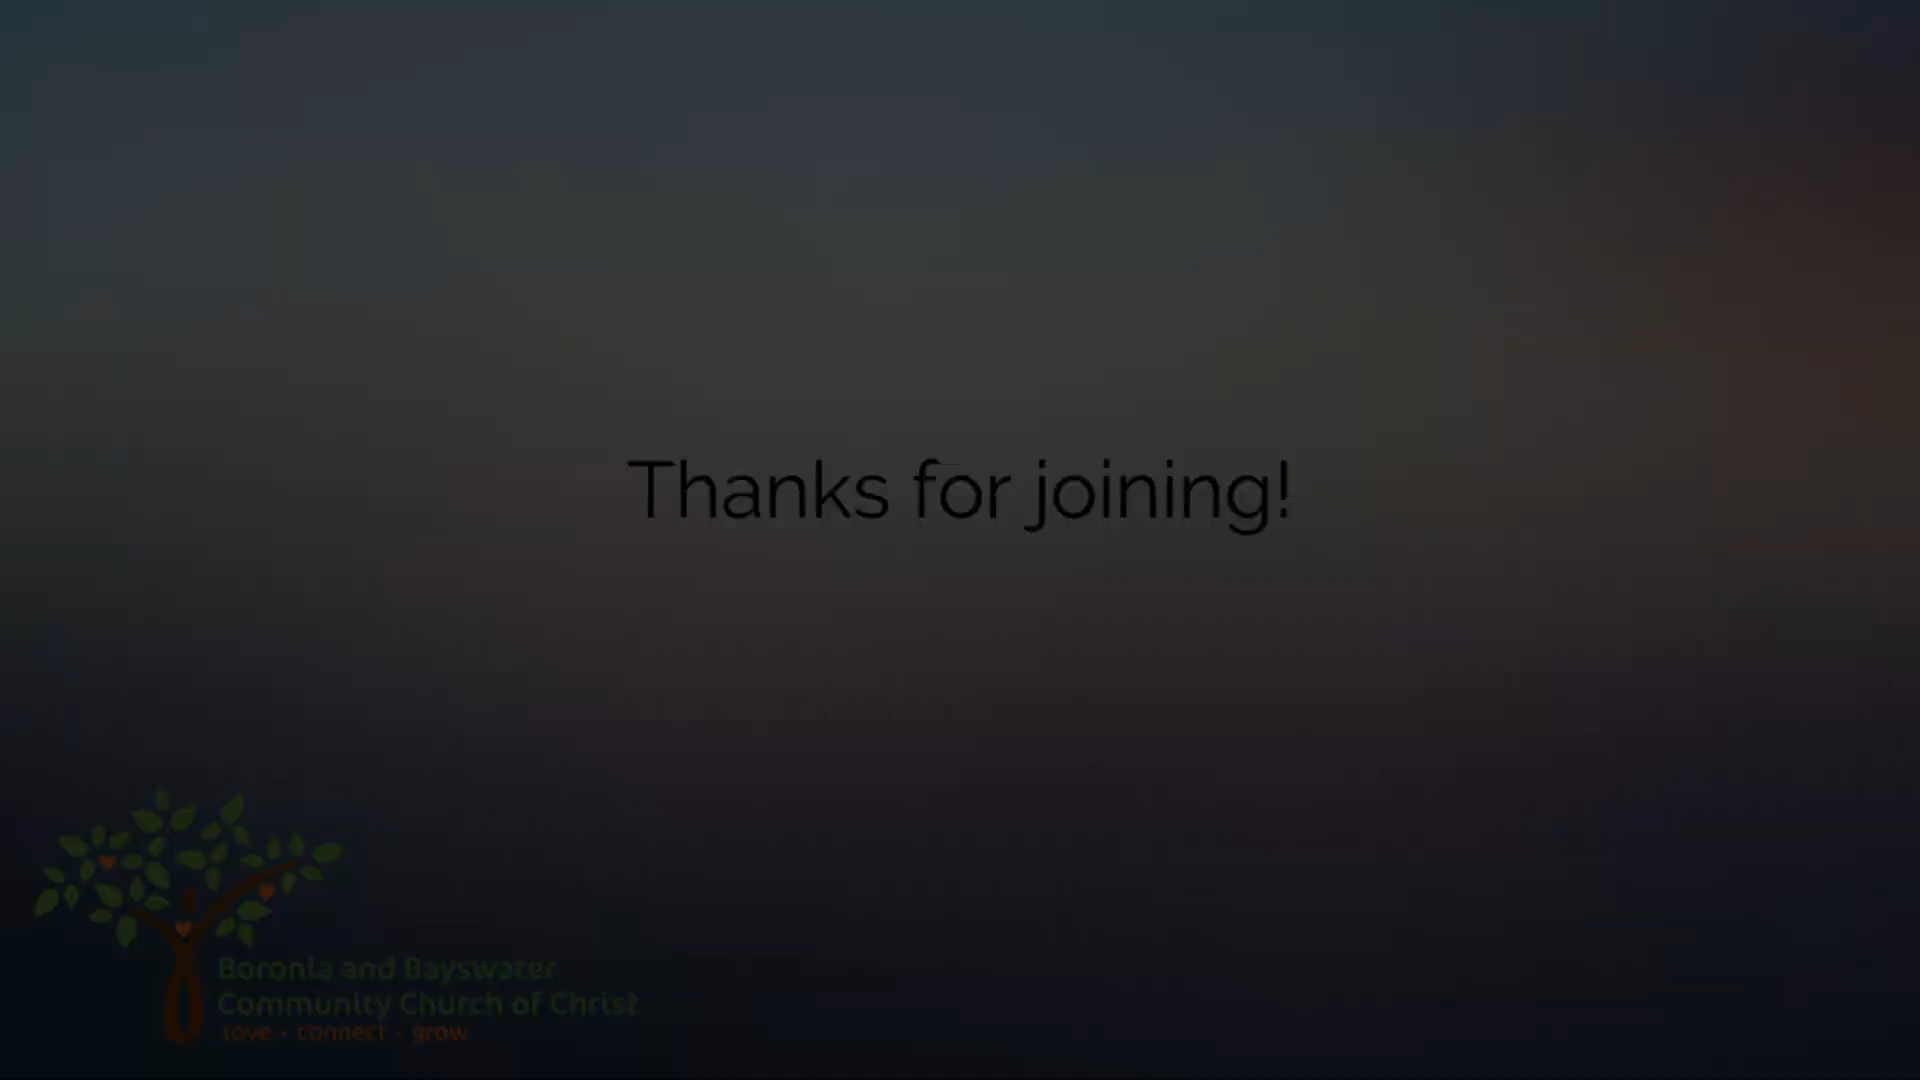 Thanks for joining!
Boronia and Bayswater
Community Church of Christ
love · connect · grow